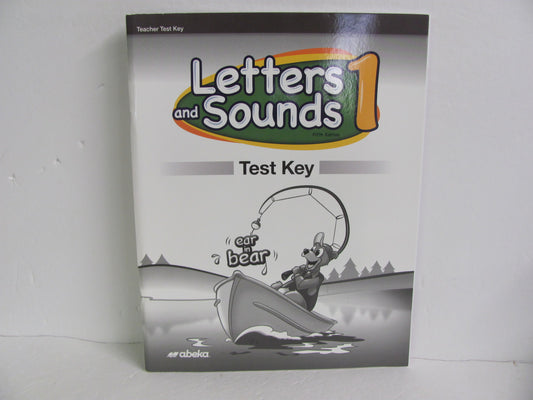 Teacher Test Key
Letters
and Sounds 1
Fifth Edition
Test Key
ear
in
bear
abeka